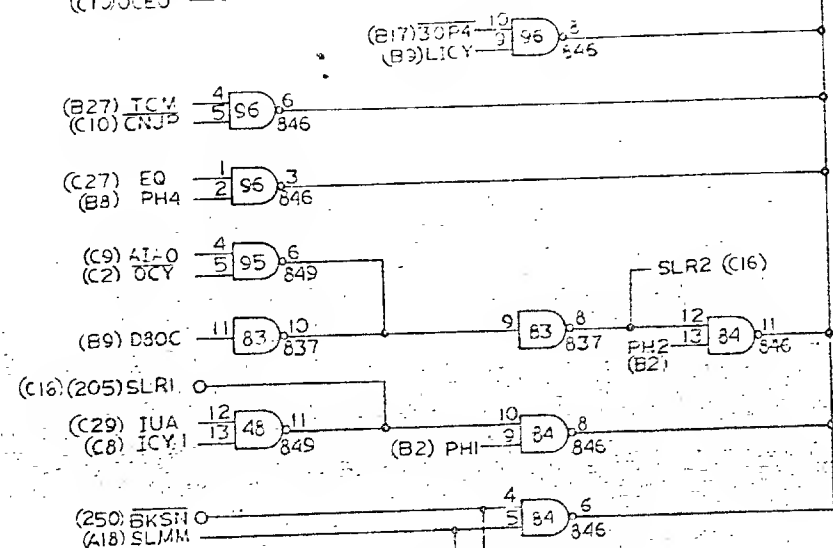 (B17) 3OP4 10 8
(B9) LICY 9 96 846
(B27) TCM 4 6
(C10) CNJP 5 96 846
(C27) EQ 1 3
(B8) PH4 2 96 846
(C9) AIAO 4 6
(C2) OCY 5 95 849
SLR2 (C16)
(B9) D80C 11 83 10 837
9 83 8 837
12 11
PH2 13 84 846
(B2)
(C18)(205) SLR1
(C29) IUA 12 11
(C8) ICY1 13 48 849
10 8
(B2) PH1 9 84 846
(250) BKSN 4 6
(A18) SLMM 5 84 846